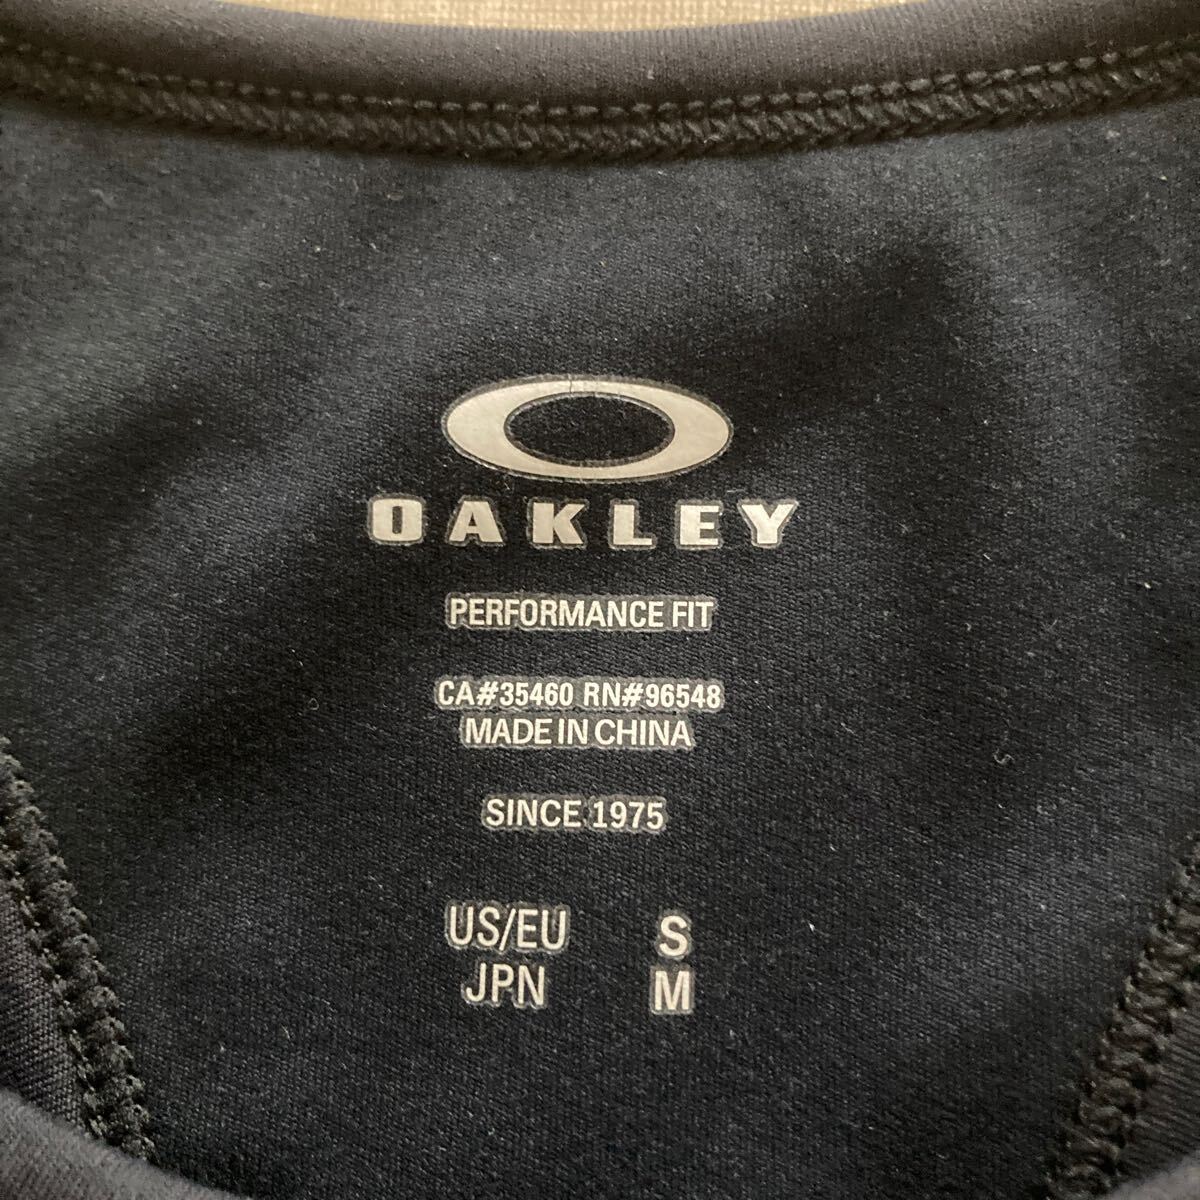 OAKLEY
PERFORMANCE FIT
CA#35460 RN#96548
MADE IN CHINA
SINCE 1975
US/EU S
JPN M